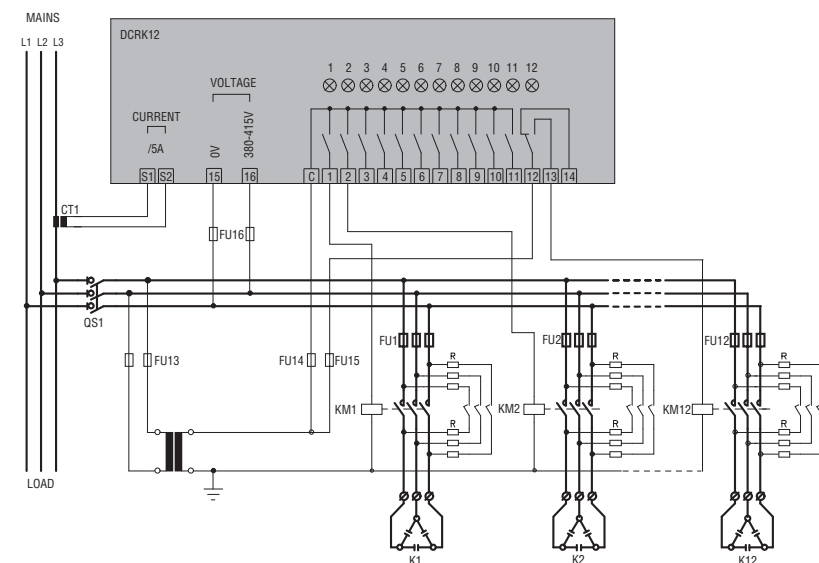 MAINS
L1 L2 L3
DCRK12
1 2 3 4 5 6 7 8 9 10 11 12
VOLTAGE
CURRENT
/5A
0V
380-415V
S1 S2 15 16 C 1 2 3 4 5 6 7 8 9 10 11 12 13 14
CT1
FU16
QS1
FU13
FU14
FU15
FU1
FU2
FU12
R
R
R
KM1
KM2
KM12
R
R
R
LOAD
K1
K2
K12